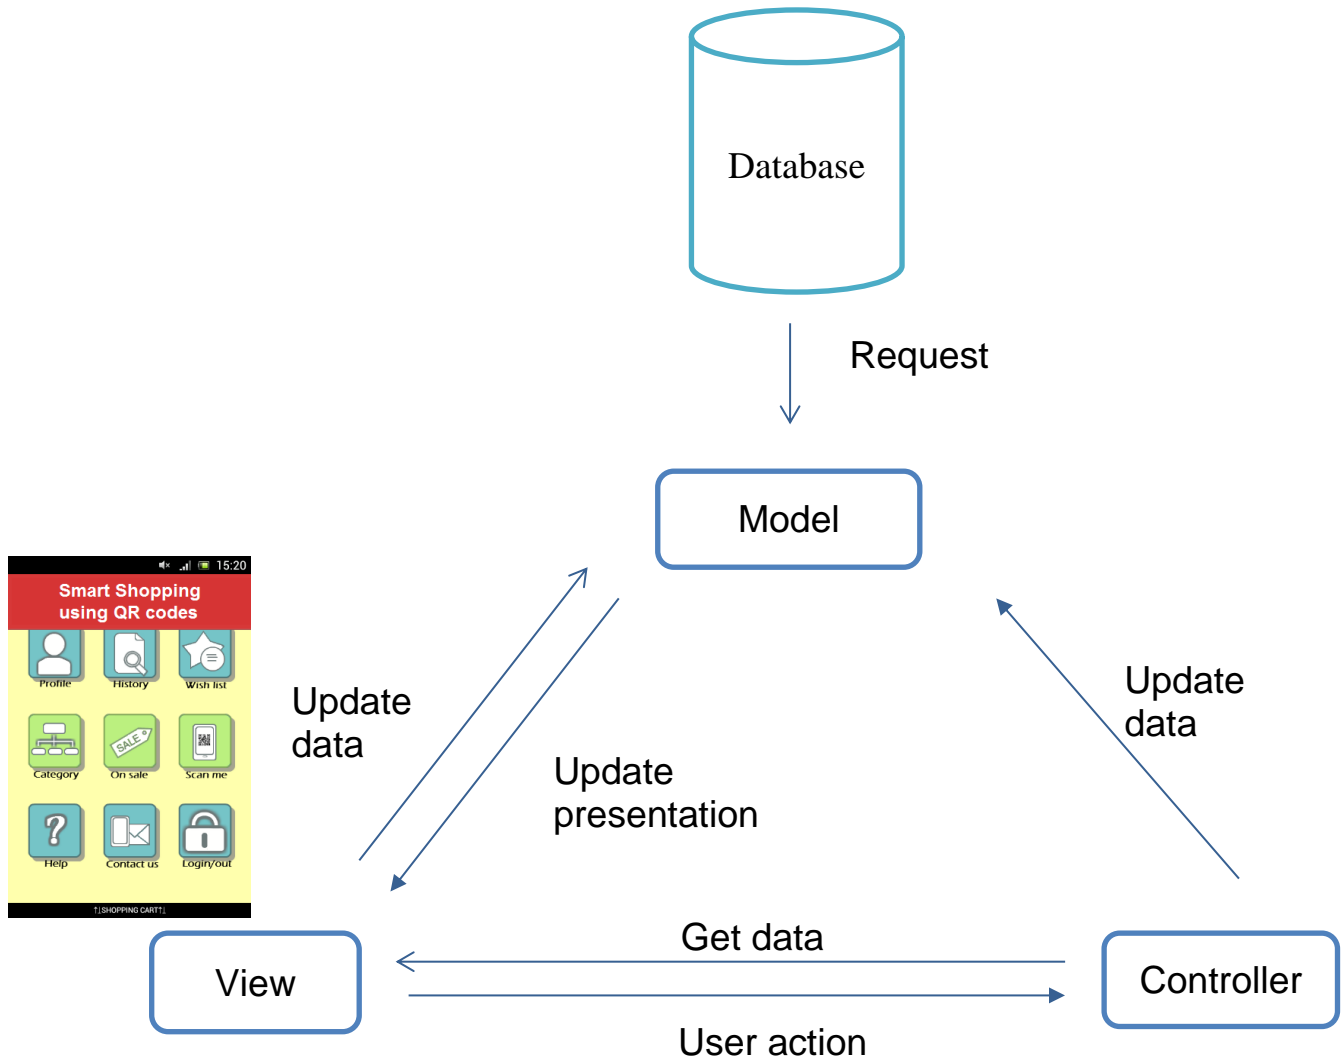 Database
Request
Model
15:20
Smart Shopping
using QR codes
Profile
History
Wish list
Category
On sale
SALE
Scan me
Help
Contact us
Login/out
↑↓SHOPPING CART↑↓
Update
data
Update
presentation
Update
data
Get data
View
Controller
User action